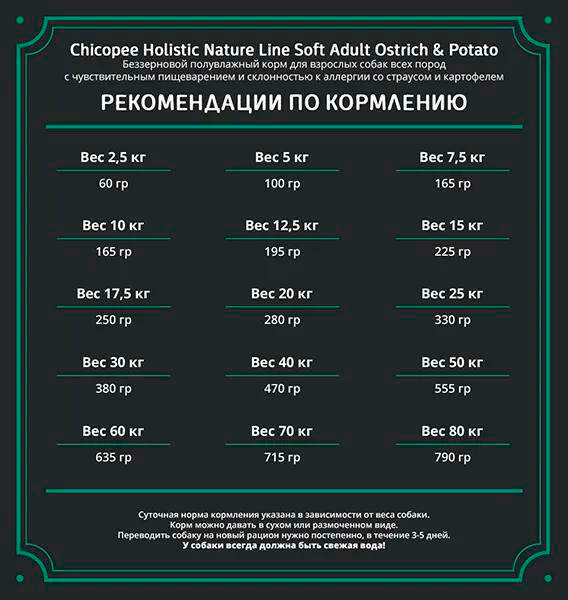 Chicopee Holistic Nature Line Soft Adult Ostrich & Potato
Беззерновой полувлажный корм для взрослых собак всех пород
с чувствительным пищеварением и склонностью к аллергии со страусом и картофелем
РЕКОМЕНДАЦИИ ПО КОРМЛЕНИЮ
Вес 2,5 кг Вес 5 кг Вес 7,5 кг
60 гр 100 гр 165 гр
Вес 10 кг Вес 12,5 кг Вес 15 кг
165 гр 195 гр 225 гр
Вес 17,5 кг Вес 20 кг Вес 25 кг
250 гр 280 гр 330 гр
Вес 30 кг Вес 40 кг Вес 50 кг
380 гр 470 гр 555 гр
Вес 60 кг Вес 70 кг Вес 80 кг
635 гр 715 гр 790 гр
Суточная норма кормления указана в зависимости от веса собаки.
Корм можно давать в сухом или размоченном виде.
Переводить собаку на новый рацион нужно постепенно, в течение 3-5 дней.
У собаки всегда должна быть свежая вода!